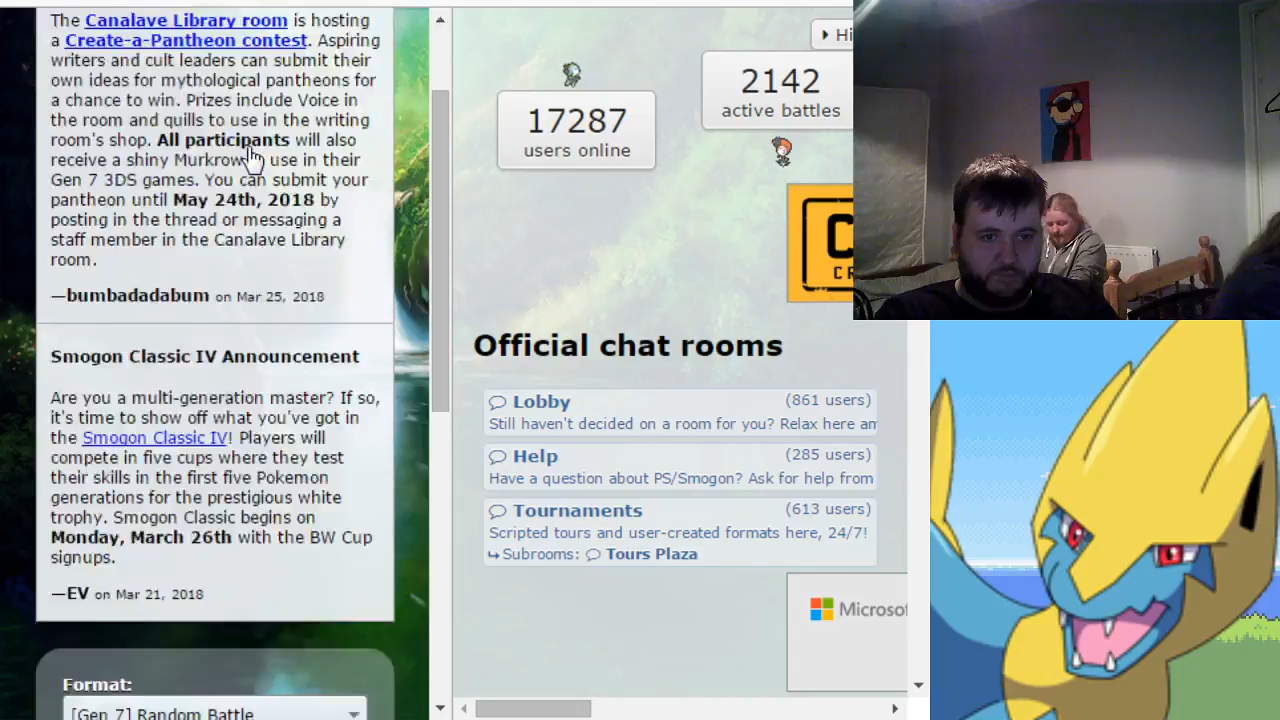 The Canalave Library room is hosting
a Create-a-Pantheon contest. Aspiring
writers and cult leaders can submit their
own ideas for mythological pantheons for
a chance to win. Prizes include Voice in
the room and quills to use in the writing
room's shop. All participants will also
receive a shiny Murkrow use in their
Gen 7 3DS games. You can submit your
pantheon until May 24th, 2018 by
posting in the thread or messaging a
staff member in the Canalave Library
room.
—bumbadadabum on Mar 25, 2018
Smogon Classic IV Announcement
Are you a multi-generation master? If so,
it's time to show off what you've got in
the Smogon Classic IV! Players will
compete in five cups where they test
their skills in the first five Pokemon
generations for the prestigious white
trophy. Smogon Classic begins on
Monday, March 26th with the BW Cup
signups.
—EV on Mar 21, 2018
Format:
[Gen 7] Random Battle
Hi
17287
users online
2142
active battles
C
CR
Official chat rooms
Lobby (861 users)
Still haven't decided on a room for you? Relax here am
Help (285 users)
Have a question about PS/Smogon? Ask for help from
Tournaments (613 users)
Scripted tours and user-created formats here, 24/7!
Subrooms: Tours Plaza
Microsof